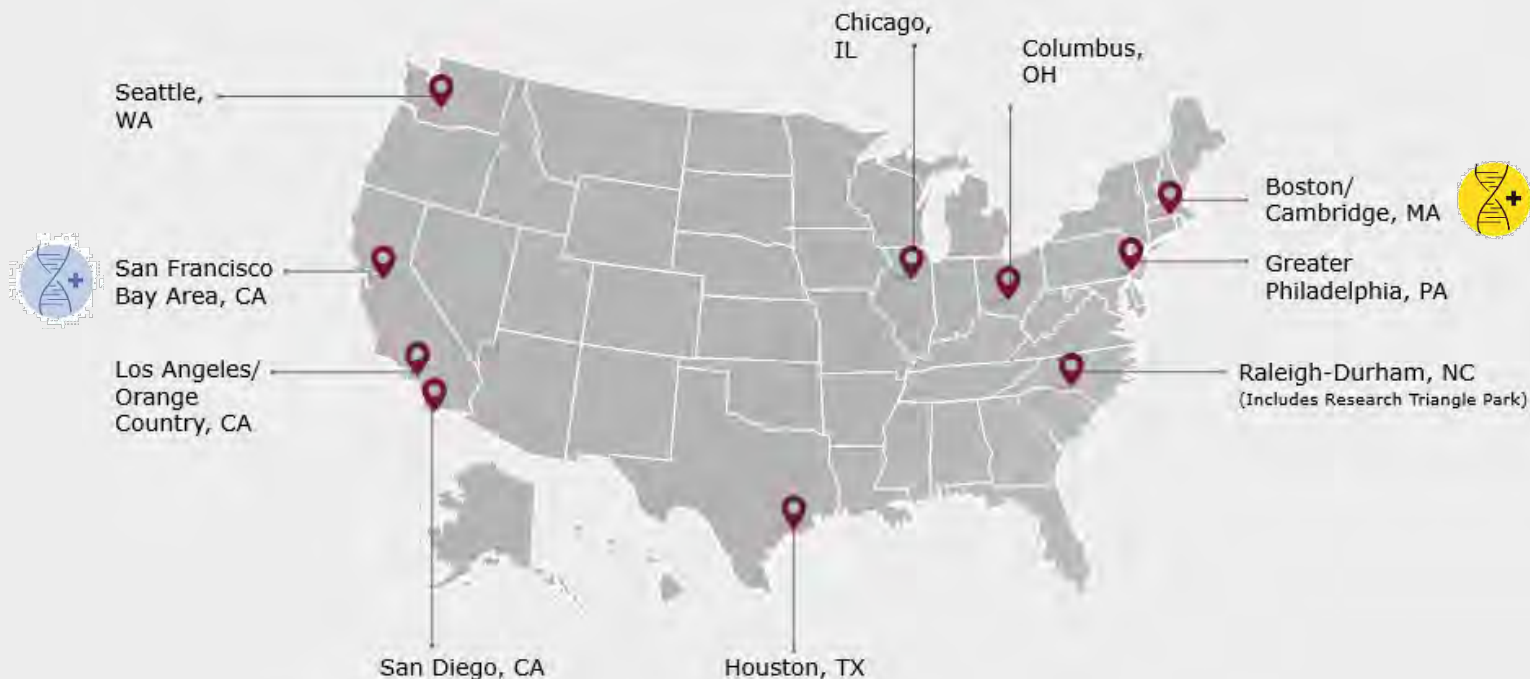 Chicago,
IL
Columbus,
OH
Seattle,
WA
Boston/
Cambridge, MA
San Francisco
Bay Area, CA
Greater
Philadelphia, PA
Los Angeles/
Orange
Country, CA
Raleigh-Durham, NC
(Includes Research Triangle Park)
San Diego, CA
Houston, TX